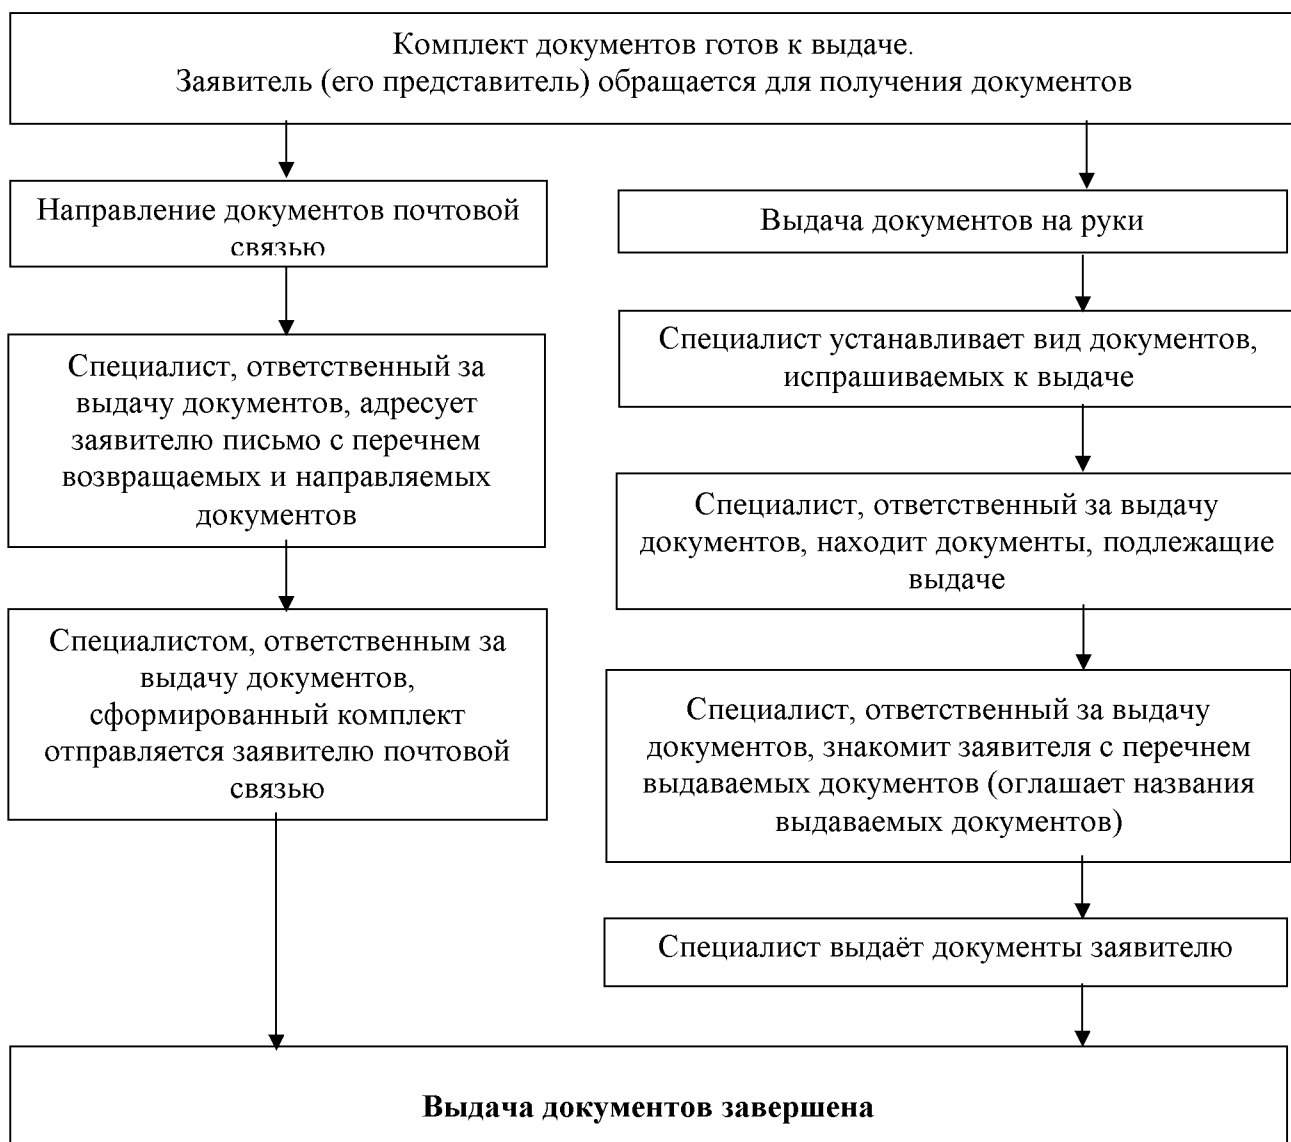 Комплект документов готов к выдаче.
Заявитель (его представитель) обращается для получения документов
Направление документов почтовой
связью
Специалист, ответственный за
выдачу документов, адресует
заявителю письмо с перечнем
возвращаемых и направляемых
документов
Специалистом, ответственным за
выдачу документов,
сформированный комплект
отправляется заявителю почтовой
связью
Выдача документов на руки
Специалист устанавливает вид документов,
испрашиваемых к выдаче
Специалист, ответственный за выдачу
документов, находит документы, подлежащие
выдаче
Специалист, ответственный за выдачу
документов, знакомит заявителя с перечнем
выдаваемых документов (оглашает названия
выдаваемых документов)
Специалист выдаёт документы заявителю
Выдача документов завершена